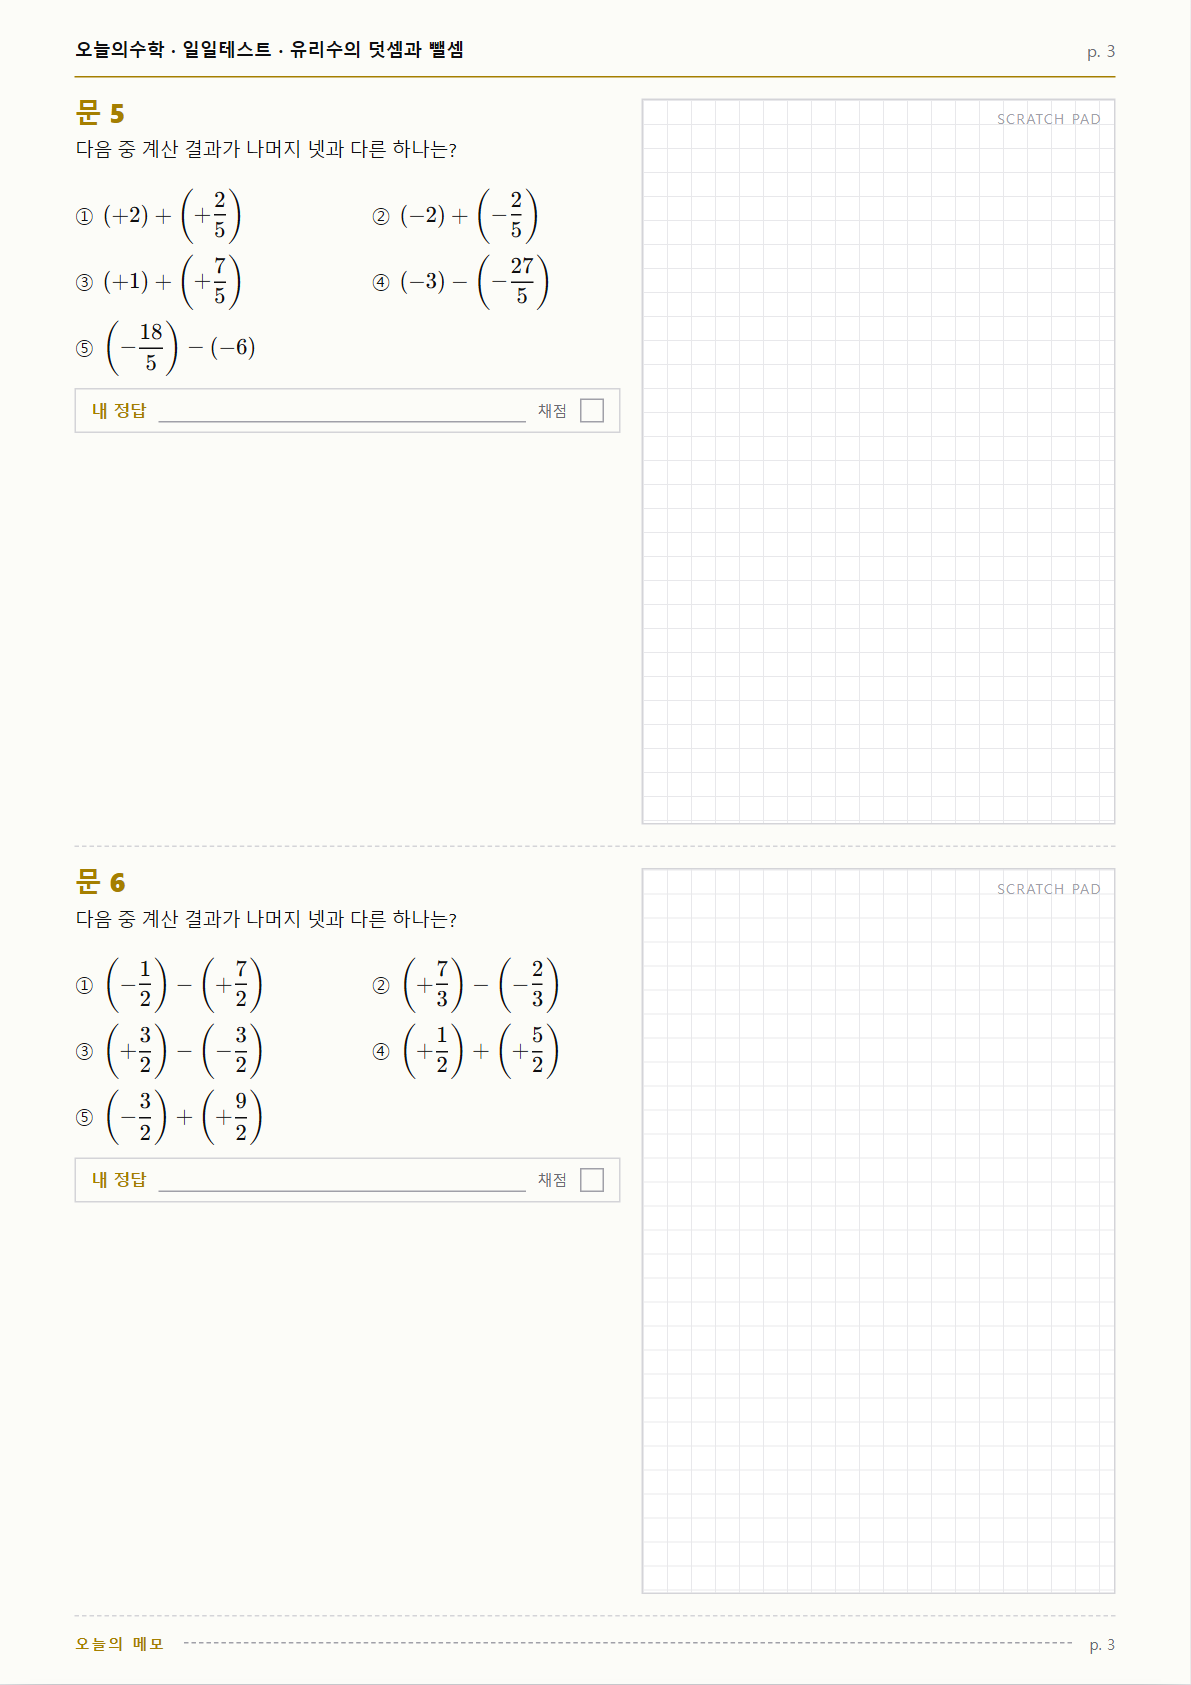 오늘의수학 · 일일테스트 · 유리수의 덧셈과 뺄셈
p. 3
문 5
다음 중 계산 결과가 나머지 넷과 다른 하나는?
① (+2) + (+2/5)
② (−2) + (−2/5)
③ (+1) + (+7/5)
④ (−3) − (−27/5)
⑤ (−18/5) − (−6)
내 정답
채점
SCRATCH PAD
문 6
다음 중 계산 결과가 나머지 넷과 다른 하나는?
① (−1/2) − (+7/2)
② (+7/3) − (−2/3)
③ (+3/2) − (−3/2)
④ (+1/2) + (+5/2)
⑤ (−3/2) + (+9/2)
내 정답
채점
SCRATCH PAD
오늘의 메모
p. 3